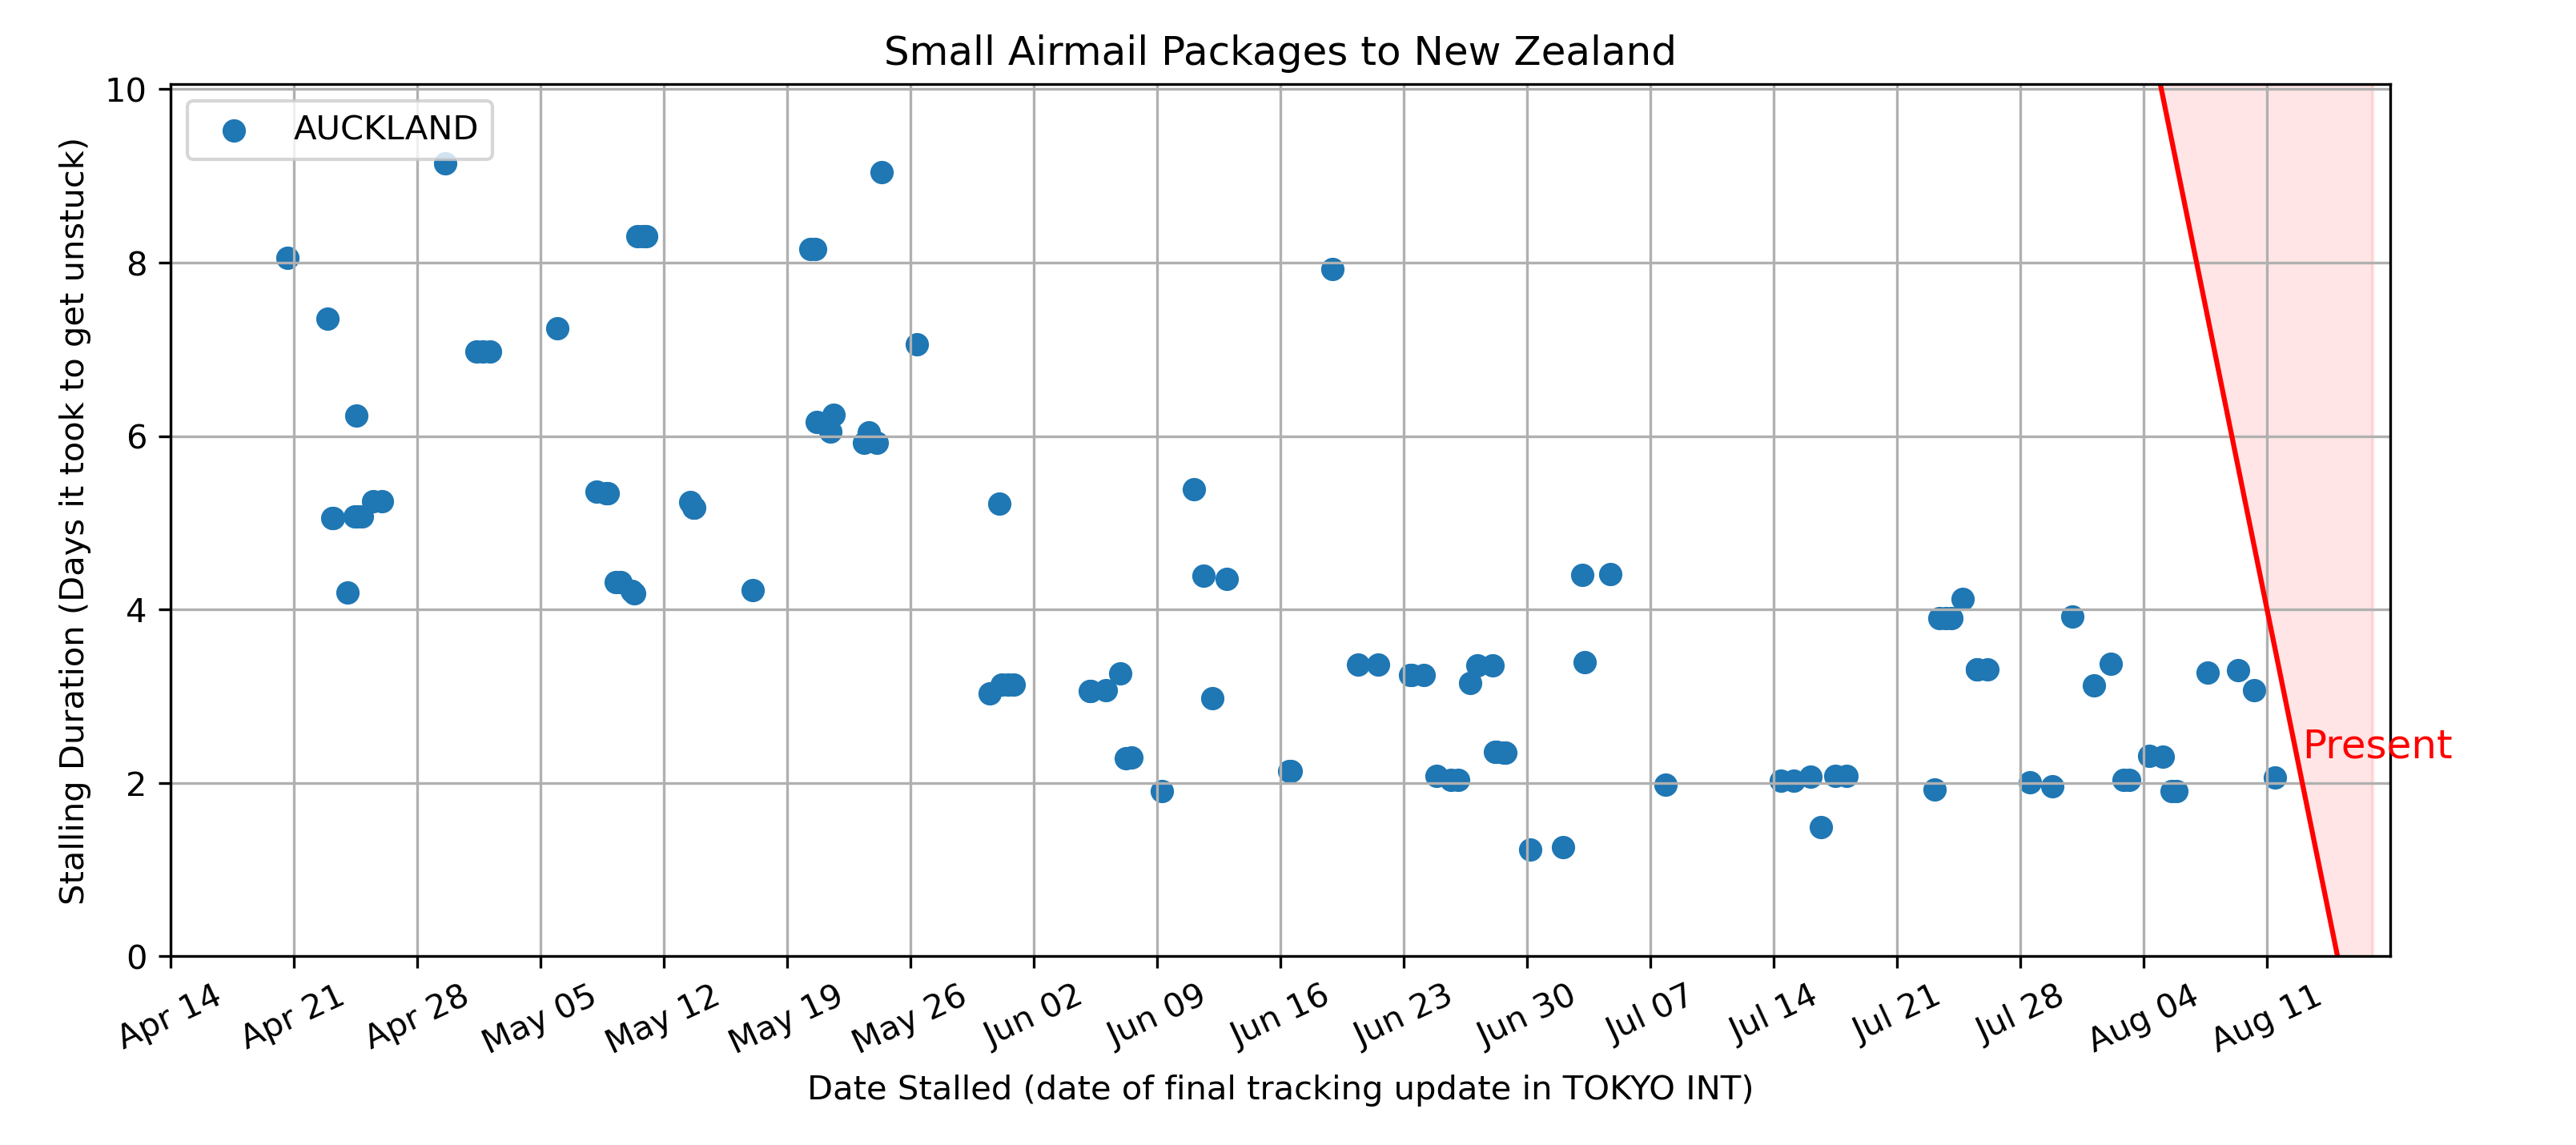 Small Airmail Packages to New Zealand
AUCKLAND
Stalling Duration (Days it took to get unstuck)
10
8
6
4
2
0
Present
Apr 14
Apr 21
Apr 28
May 05
May 12
May 19
May 26
Jun 02
Jun 09
Jun 16
Jun 23
Jun 30
Jul 07
Jul 14
Jul 21
Jul 28
Aug 04
Aug 11
Date Stalled (date of final tracking update in TOKYO INT)